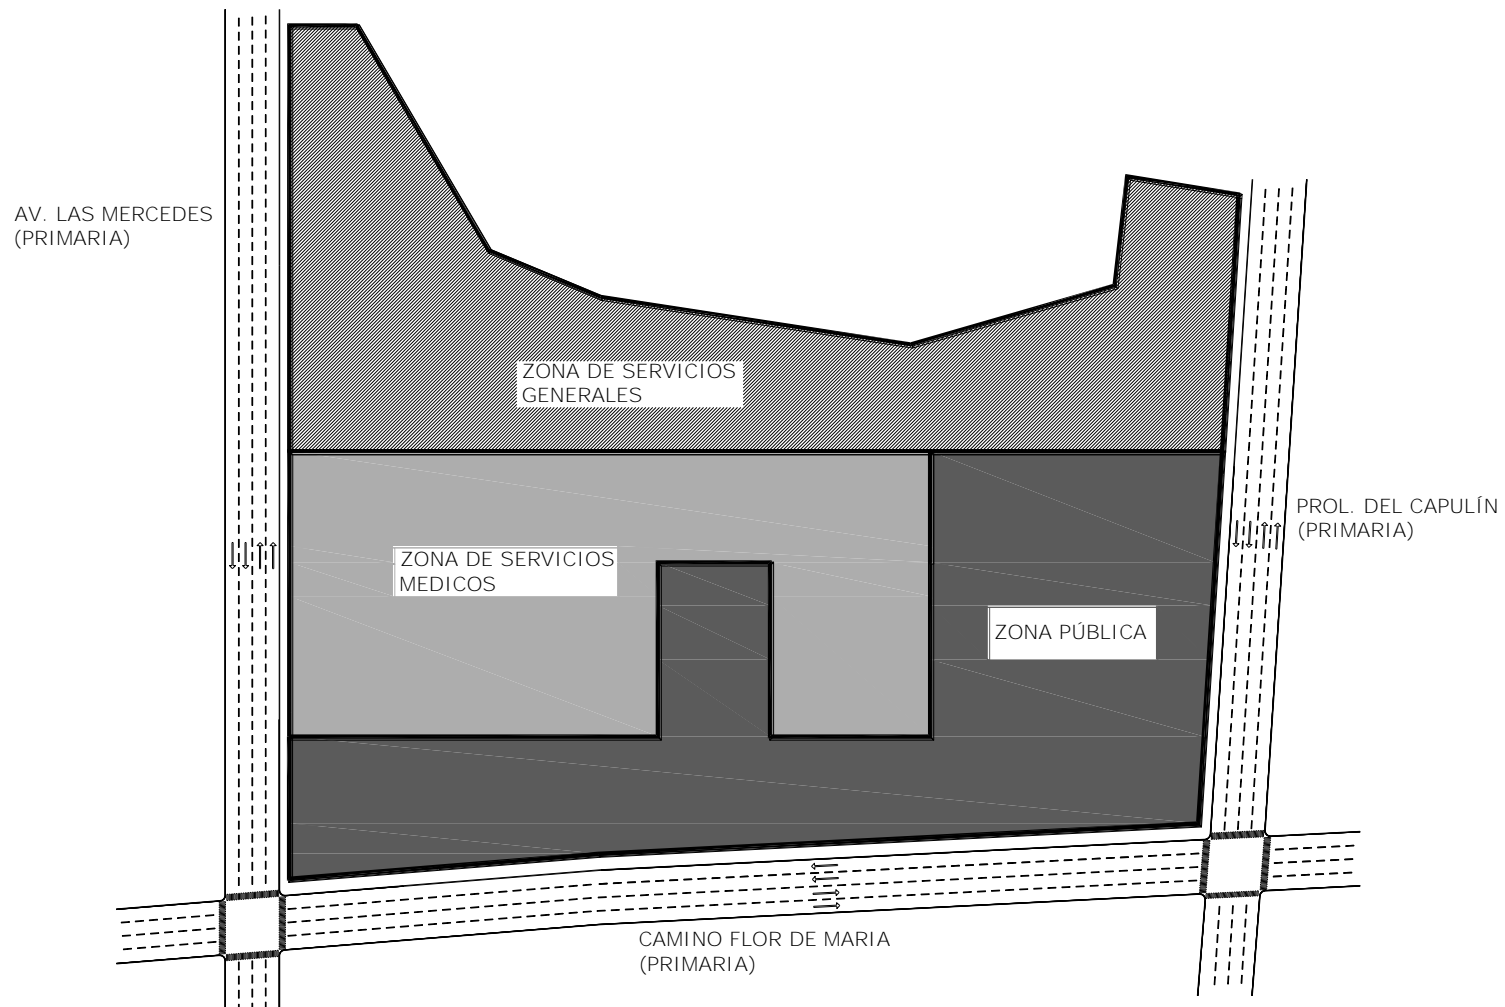 AV. LAS MERCEDES
(PRIMARIA)
ZONA DE SERVICIOS
GENERALES
PROL. DEL CAPULÍN
(PRIMARIA)
ZONA DE SERVICIOS
MEDICOS
ZONA PÚBLICA
CAMINO FLOR DE MARIA
(PRIMARIA)